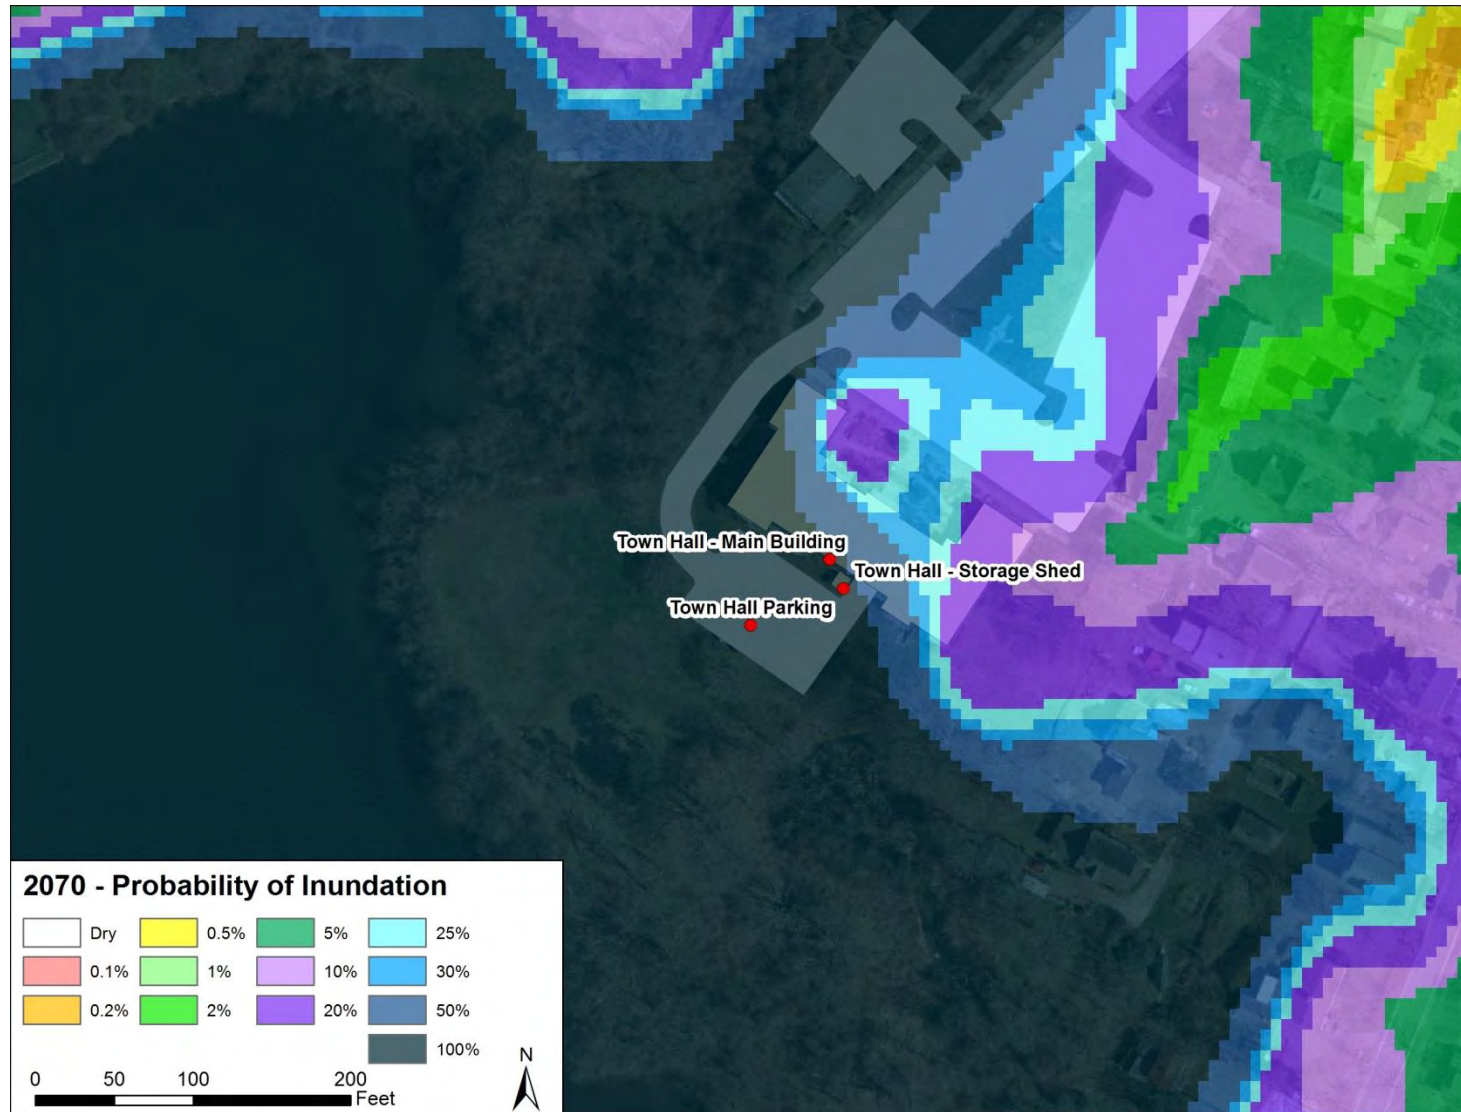 Town Hall - Main Building
Town Hall - Storage Shed
Town Hall Parking
2070 - Probability of Inundation
Dry 0.5% 5% 25%
0.1% 1% 10% 30%
0.2% 2% 20% 50%
100%
N
0 50 100 200
Feet